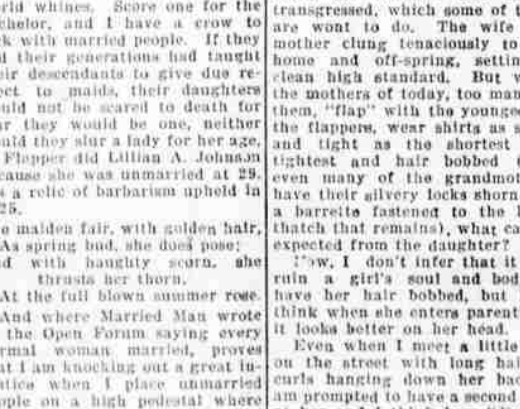 rld whines. Score one for the
chelor, and I have a crow to
k with married people. If they
d their generations had taught
eir descendants to give due re-
ect to maids, their daughters
uld not be scared to death for
ar they would be one, neither
uld they slur a lady for her age,
Flapper did Lillian A. Johnson
cause she was unmarried at 29.
s a relic of barbarism upheld in
25.
e maiden fair, with golden hair,
As spring bud, she does pose;
nd with haughty scorn, she
thrusts her thorn,
At the full blown summer rose.
And where Married Man wrote
the Open Forum saying every
rmal woman married, proves
at I am knocking out a great in-
stice when I place unmarried
ople on a high pedestal where
transgressed, which some of t
are wont to do. The wife
mother clung tenaciously to
home and off-spring, settin
clean high standard. But w
the mothers of today, too man
them, "flap" with the younges
the flappers, wear shirts as s
and tight as the shortest
tightest and hair bobbed
even many of the grandmot
have their silvery locks shorn
a barrette fastened to the
thatch that remains), what ca
expected from the daughter?
Now, I don't infer that it
ruin a girl's soul and bod
have her hair bobbed, but
think when she enters parent
it looks better on her head.
Even when I meet a little
on the street with long hai
curls hanging down her bac
am prompted to have a second